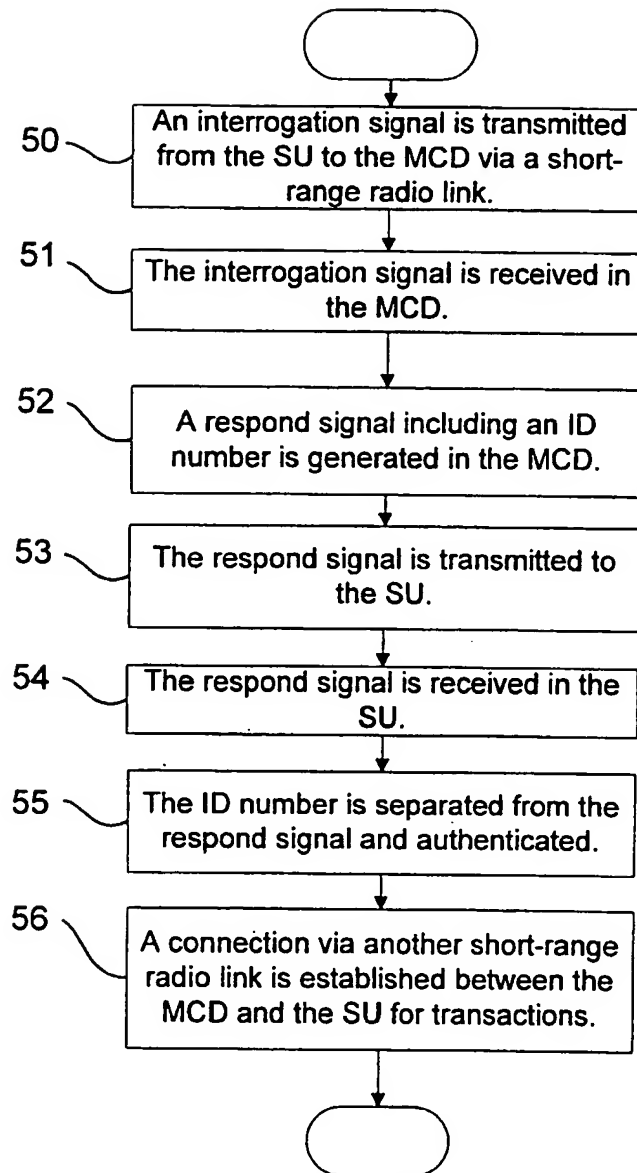 50
An interrogation signal is transmitted
from the SU to the MCD via a short-
range radio link.
51
The interrogation signal is received in
the MCD.
52
A respond signal including an ID
number is generated in the MCD.
53
The respond signal is transmitted to
the SU.
54
The respond signal is received in the
SU.
55
The ID number is separated from the
respond signal and authenticated.
56
A connection via another short-range
radio link is established between the
MCD and the SU for transactions.